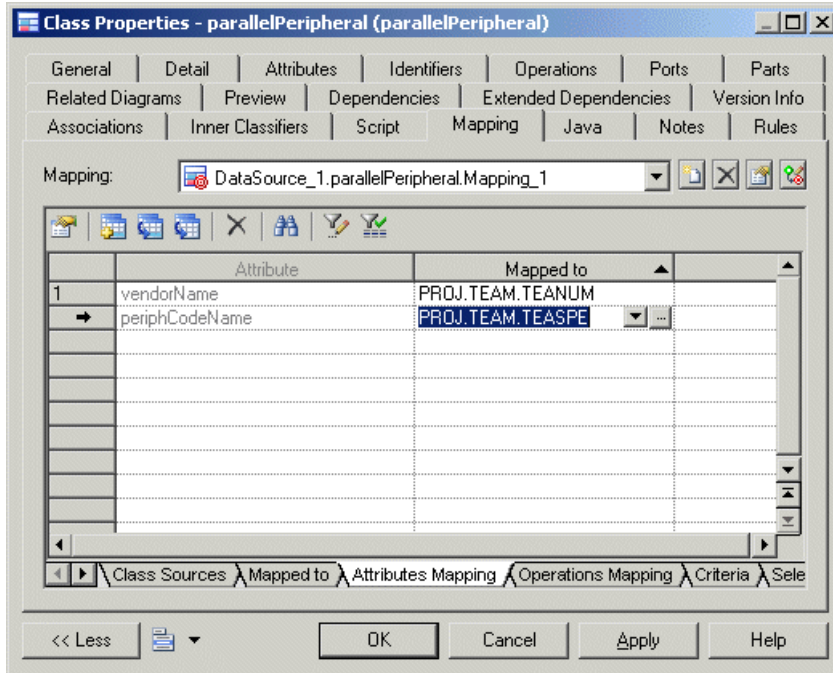 Class Properties - parallelPeripheral (parallelPeripheral)
General Detail Attributes Identifiers Operations Ports Parts
Related Diagrams Preview Dependencies Extended Dependencies Version Info
Associations Inner Classifiers Script Mapping Java Notes Rules
Mapping: DataSource_1.parallelPeripheral.Mapping_1
Attribute Mapped to
1 vendorName PROJ.TEAM.TEANUM
periphCodeName PROJ.TEAM.TEASPE ...
Class Sources Mapped to Attributes Mapping Operations Mapping Criteria Sele
<< Less OK Cancel Apply Help